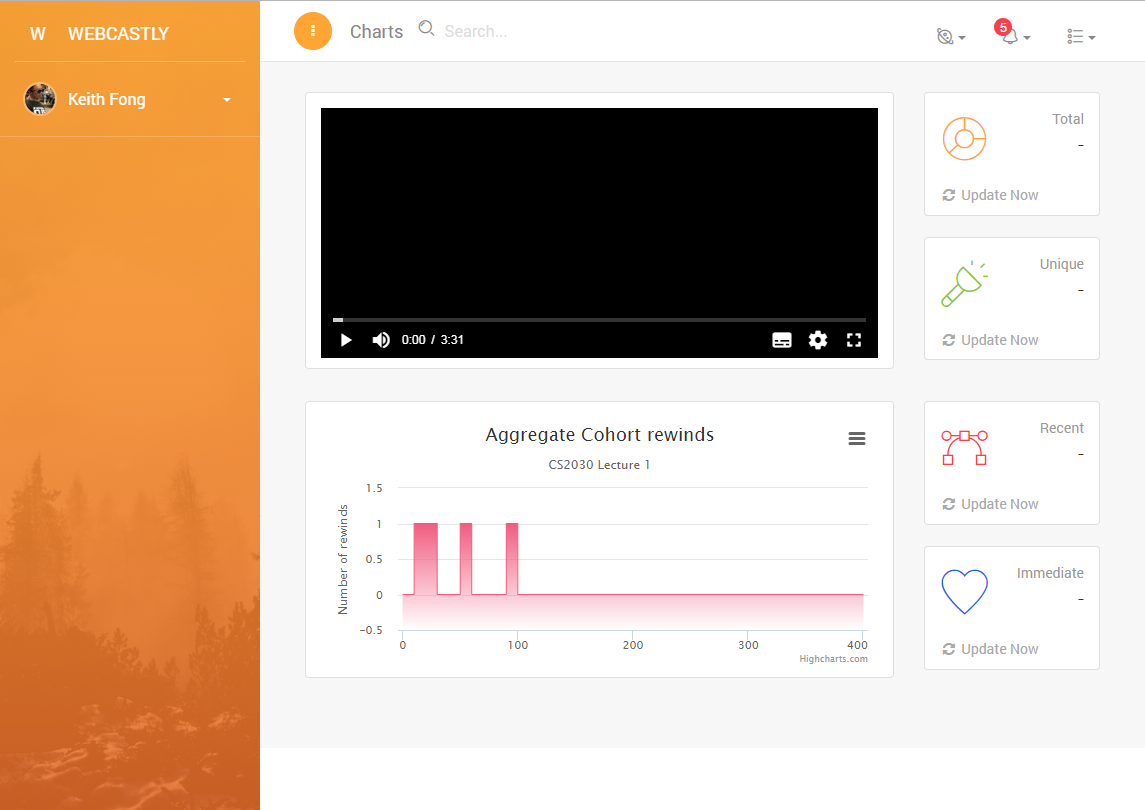 W WEBCASTLY
Keith Fong
Charts
Search...
5
0:00 / 3:31
Total
-
Update Now
Unique
-
Update Now
Aggregate Cohort rewinds
CS2030 Lecture 1
Number of rewinds
1.5
1
0.5
0
−0.5
0 100 200 300 400
Highcharts.com
Recent
-
Update Now
Immediate
-
Update Now